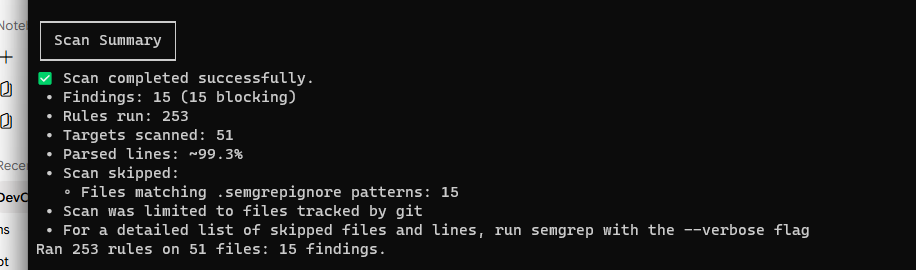 Notel
Scan Summary
✅ Scan completed successfully.
• Findings: 15 (15 blocking)
• Rules run: 253
• Targets scanned: 51
• Parsed lines: ~99.3%
• Scan skipped:
◦ Files matching .semgrepignore patterns: 15
• Scan was limited to files tracked by git
• For a detailed list of skipped files and lines, run semgrep with the --verbose flag
Ran 253 rules on 51 files: 15 findings.
Recer
DevC
ns
ot